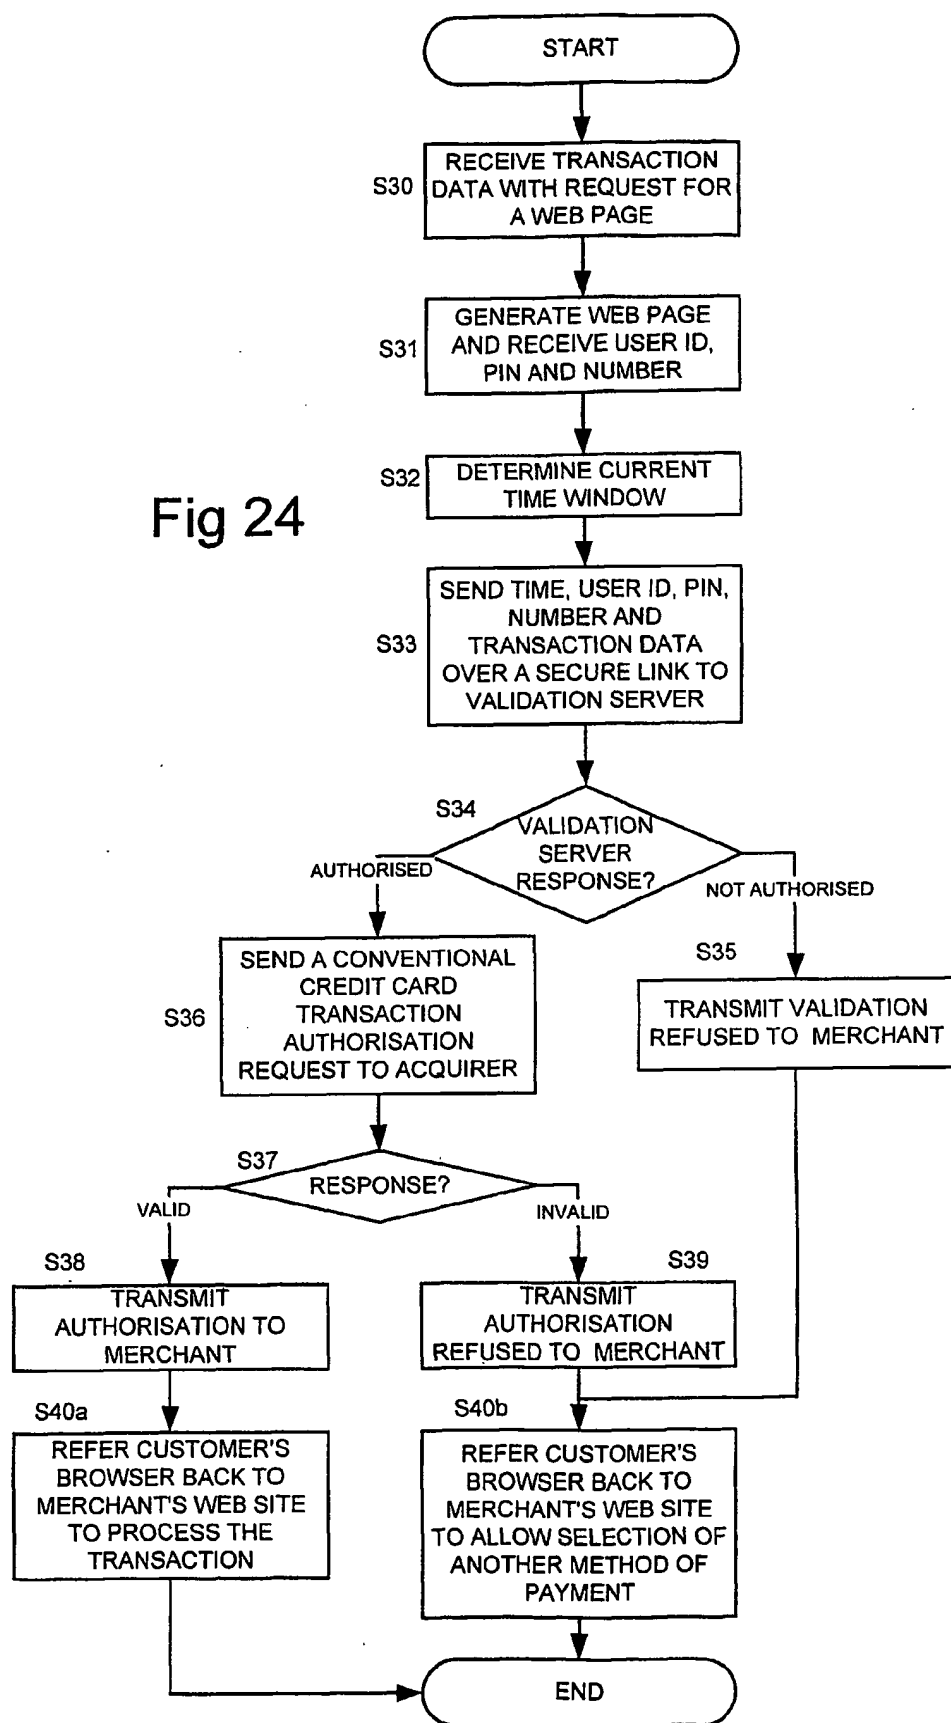 START
S30
RECEIVE TRANSACTION
DATA WITH REQUEST FOR
A WEB PAGE
S31
GENERATE WEB PAGE
AND RECEIVE USER ID,
PIN AND NUMBER
S32
DETERMINE CURRENT
TIME WINDOW
Fig 24
S33
SEND TIME, USER ID, PIN,
NUMBER AND
TRANSACTION DATA
OVER A SECURE LINK TO
VALIDATION SERVER
S34
VALIDATION
SERVER
RESPONSE?
AUTHORISED
NOT AUTHORISED
S36
SEND A CONVENTIONAL
CREDIT CARD
TRANSACTION
AUTHORISATION
REQUEST TO ACQUIRER
S35
TRANSMIT VALIDATION
REFUSED TO MERCHANT
S37
RESPONSE?
VALID
INVALID
S38
TRANSMIT
AUTHORISATION TO
MERCHANT
S39
TRANSMIT
AUTHORISATION
REFUSED TO MERCHANT
S40a
REFER CUSTOMER'S
BROWSER BACK TO
MERCHANT'S WEB SITE
TO PROCESS THE
TRANSACTION
S40b
REFER CUSTOMER'S
BROWSER BACK TO
MERCHANT'S WEB SITE
TO ALLOW SELECTION OF
ANOTHER METHOD OF
PAYMENT
END